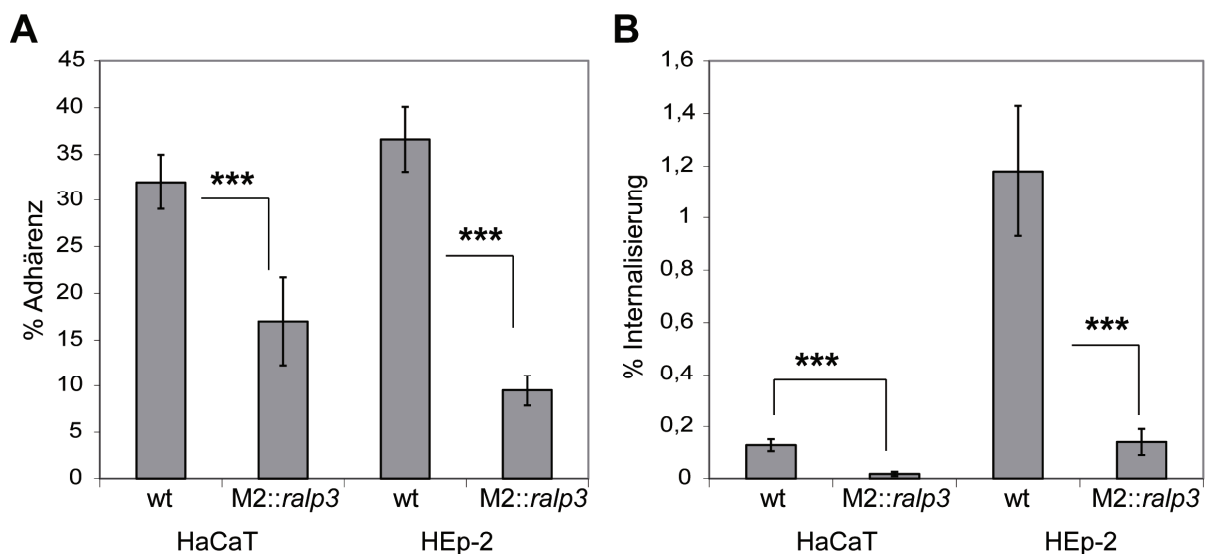 A
% Adhärenz
45
40
35
30
25
20
15
10
5
0
***
***
wt
M2::ralp3
wt
M2::ralp3
HaCaT
HEp-2
B
% Internalisierung
1,6
1,4
1,2
1
0,8
0,6
0,4
0,2
0
***
***
wt
M2::ralp3
wt
M2::ralp3
HaCaT
HEp-2